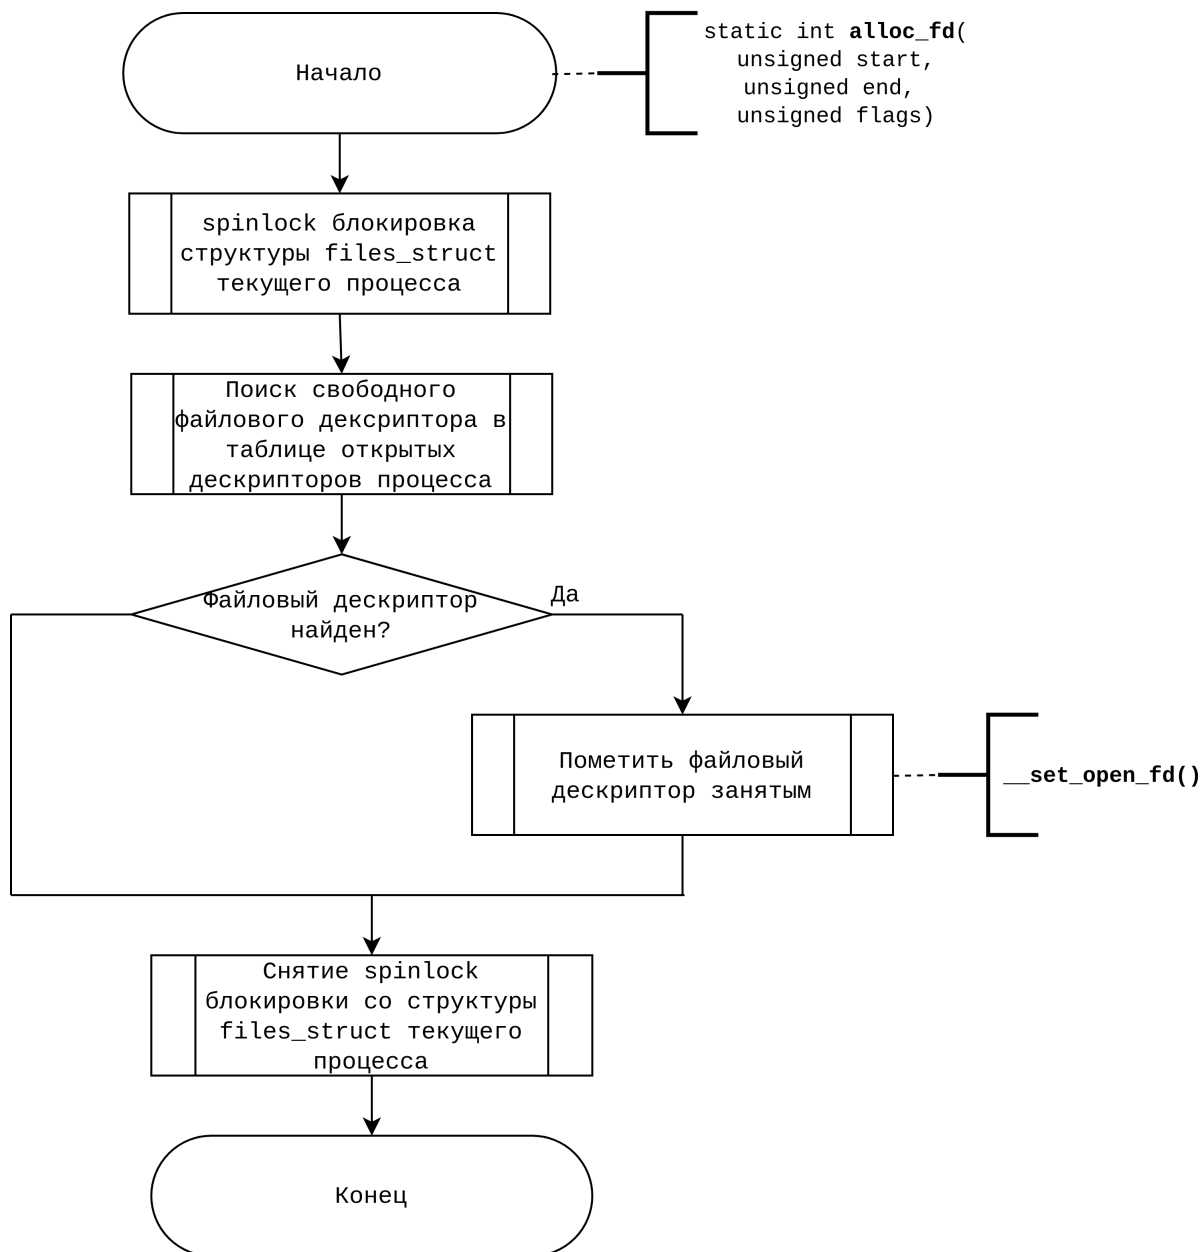 Начало
static int alloc_fd(
unsigned start,
unsigned end,
unsigned flags)
spinlock блокировка
структуры files_struct
текущего процесса
Поиск свободного
файлового дексриптора в
таблице открытых
дескрипторов процесса
Файловый дескриптор
найден?
Да
Пометить файловый
дескриптор занятым
__set_open_fd()
Снятие spinlock
блокировки со структуры
files_struct текущего
процесса
Конец